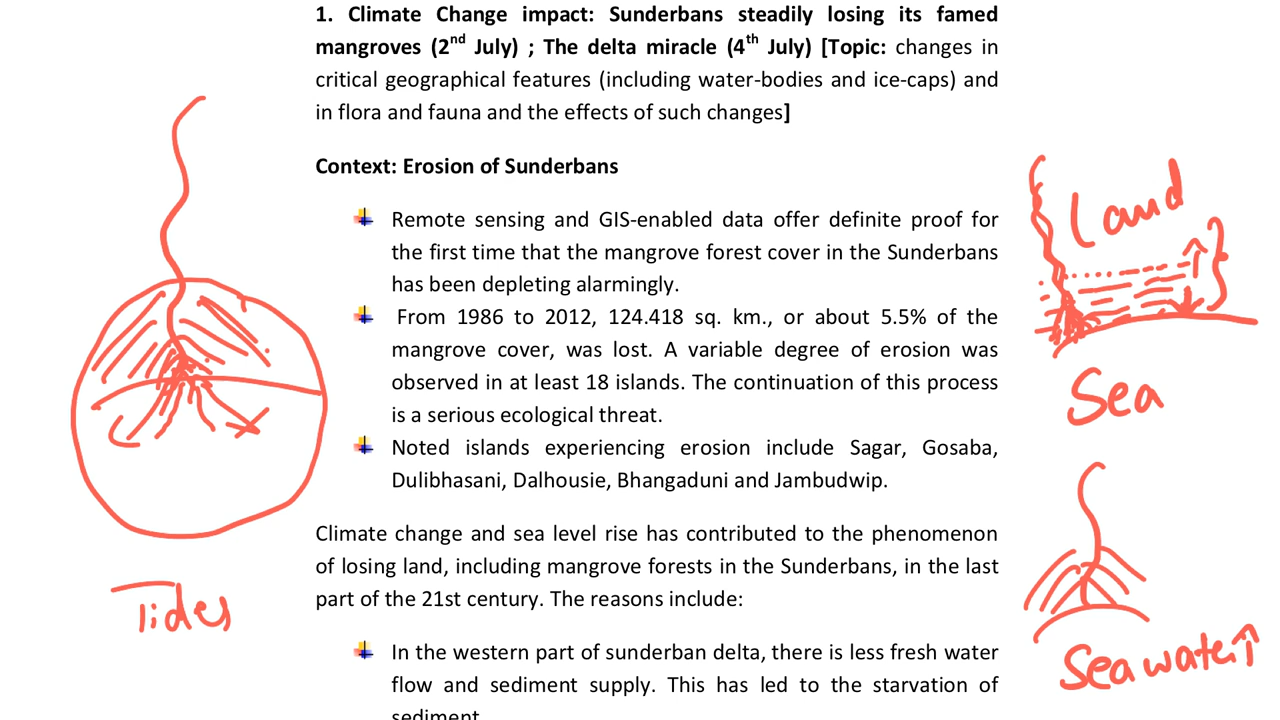 1. Climate Change impact: Sunderbans steadily losing its famed
mangroves (2nd July) ; The delta miracle (4th July) [Topic: changes in
critical geographical features (including water-bodies and ice-caps) and
in flora and fauna and the effects of such changes]
Context: Erosion of Sunderbans
Remote sensing and GIS-enabled data offer definite proof for
the first time that the mangrove forest cover in the Sunderbans
has been depleting alarmingly.
From 1986 to 2012, 124.418 sq. km., or about 5.5% of the
mangrove cover, was lost. A variable degree of erosion was
observed in at least 18 islands. The continuation of this process
is a serious ecological threat.
Noted islands experiencing erosion include Sagar, Gosaba,
Dulibhasani, Dalhousie, Bhangaduni and Jambudwip.
Climate change and sea level rise has contributed to the phenomenon
of losing land, including mangrove forests in the Sunderbans, in the last
part of the 21st century. The reasons include:
In the western part of sunderban delta, there is less fresh water
flow and sediment supply. This has led to the starvation of
sediment
Tides
Land
Sea
Sea water↑